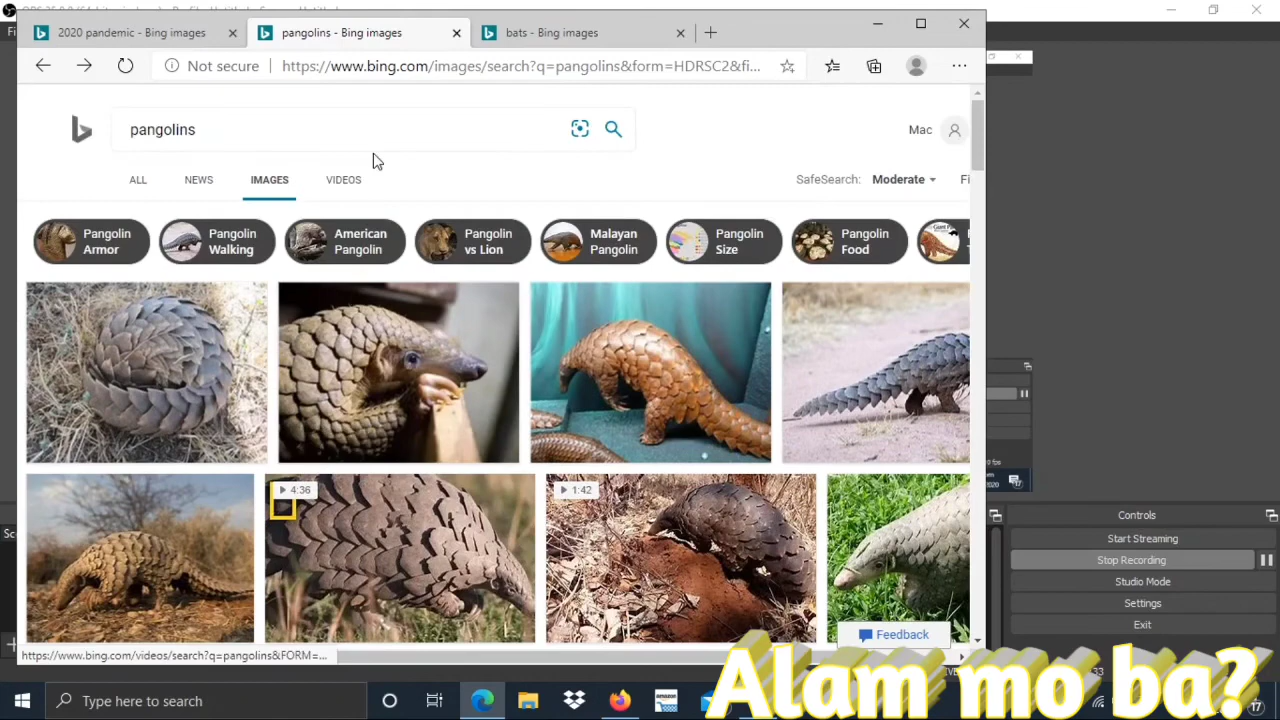 2020 pandemic - Bing images
pangolins - Bing images
bats - Bing images
Not secure
https://www.bing.com/images/search?q=pangolins&form=HDRSC2&fi...
pangolins
Mac
ALL
NEWS
IMAGES
VIDEOS
SafeSearch: Moderate
Fi
Pangolin Armor
Pangolin Walking
American Pangolin
Pangolin vs Lion
Malayan Pangolin
Pangolin Size
Pangolin Food
4:36
1:42
Feedback
https://www.bing.com/videos/search?q=pangolins&FORM=...
Controls
Start Streaming
Stop Recording
Studio Mode
Settings
Exit
Type here to search
Alam mo ba?
17